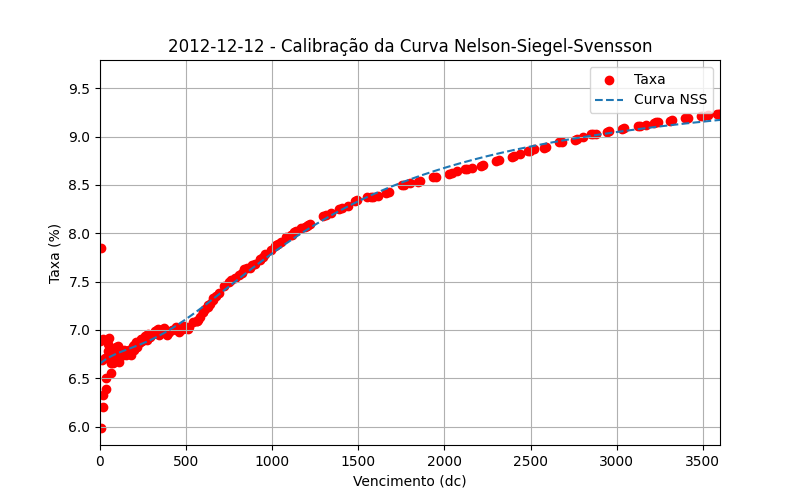 2012-12-12 - Calibração da Curva Nelson-Siegel-Svensson
Taxa
Curva NSS
Taxa (%)
9.5
9.0
8.5
8.0
7.5
7.0
6.5
6.0
0 500 1000 1500 2000 2500 3000 3500
Vencimento (dc)